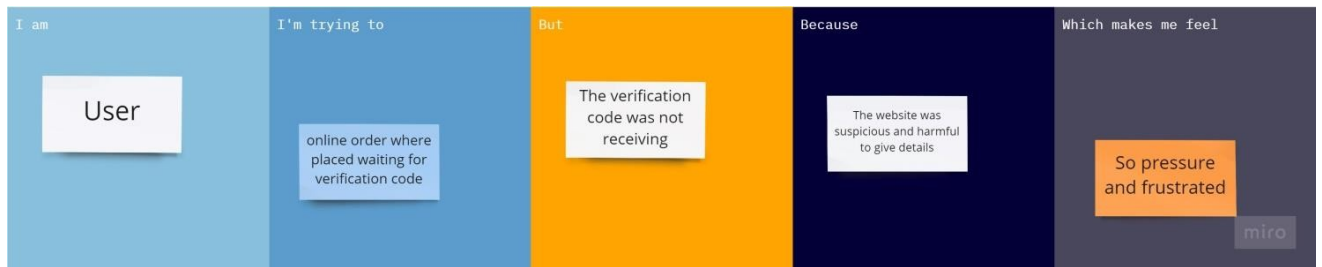 I am
User
I'm trying to
online order where
placed waiting for
verification code
But
The verification
code was not
receiving
Because
The website was
suspicious and harmful
to give details
Which makes me feel
So pressure
and frustrated
miro